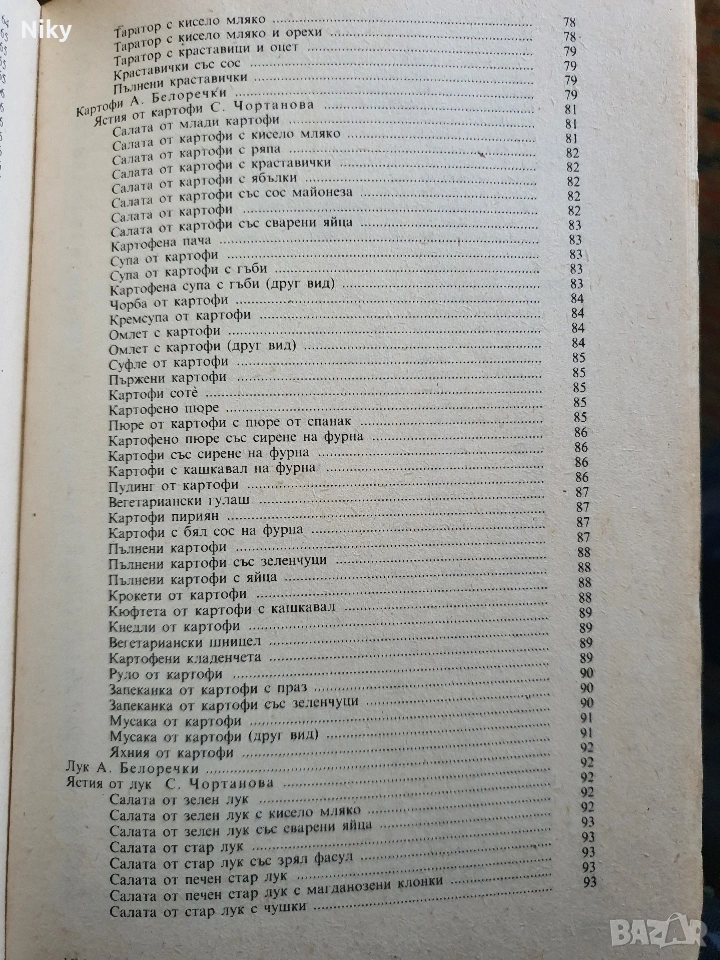 Niky
Таратор с кисело мляко 78
Таратор с кисело мляко и орехи 78
Таратор с краставици и оцет 79
Краставички със сос 79
Пълнени краставички 79
Картофи А. Белоречки 79
Ястия от картофи С. Чортанова 81
Салата от млади картофи 81
Салата от картофи с кисело мляко 81
Салата от картофи с ряпа 82
Салата от картофи с краставички 82
Салата от картофи с ябълки 82
Салата от картофи със сос майонеза 82
Салата от картофи 82
Салата от картофи със сварени яйца 83
Картофена пача 83
Супа от картофи 83
Супа от картофи с гъби 83
Картофена супа с гъби (друг вид) 83
Чорба от картофи 84
Кремсупа от картофи 84
Омлет с картофи 84
Омлет с картофи (друг вид) 84
Суфле от картофи 85
Пържени картофи 85
Картофи сотѐ 85
Картофено пюре 85
Пюре от картофи с пюре от спанак 85
Картофено пюре със сирене на фурна 86
Картофи със сирене на фурна 86
Картофи с кашкавал на фурна 86
Пудинг от картофи 86
Вегетариански гулаш 87
Картофи пириян 87
Картофи с бял сос на фурна 87
Пълнени картофи 87
Пълнени картофи със зеленчуци 88
Пълнени картофи с яйца 88
Крокети от картофи 88
Кюфтета от картофи с кашкавал 88
Кнедли от картофи 89
Вегетариански шницел 89
Картофени кладенчета 89
Руло от картофи 89
Запеканка от картофи с праз 90
Запеканка от картофи със зеленчуци 90
Мусака от картофи 90
Мусака от картофи (друг вид) 91
Яхния от картофи 91
Лук А. Белоречки 92
Ястия от лук С. Чортанова 92
Салата от зелен лук 92
Салата от зелен лук с кисело мляко 92
Салата от зелен лук със сварени яйца 92
Салата от стар лук 93
Салата от стар лук със зрял фасул 93
Салата от печен стар лук 93
Салата от печен стар лук с магданозени клонки 93
Салата от стар лук с чушки 93
BAZAR